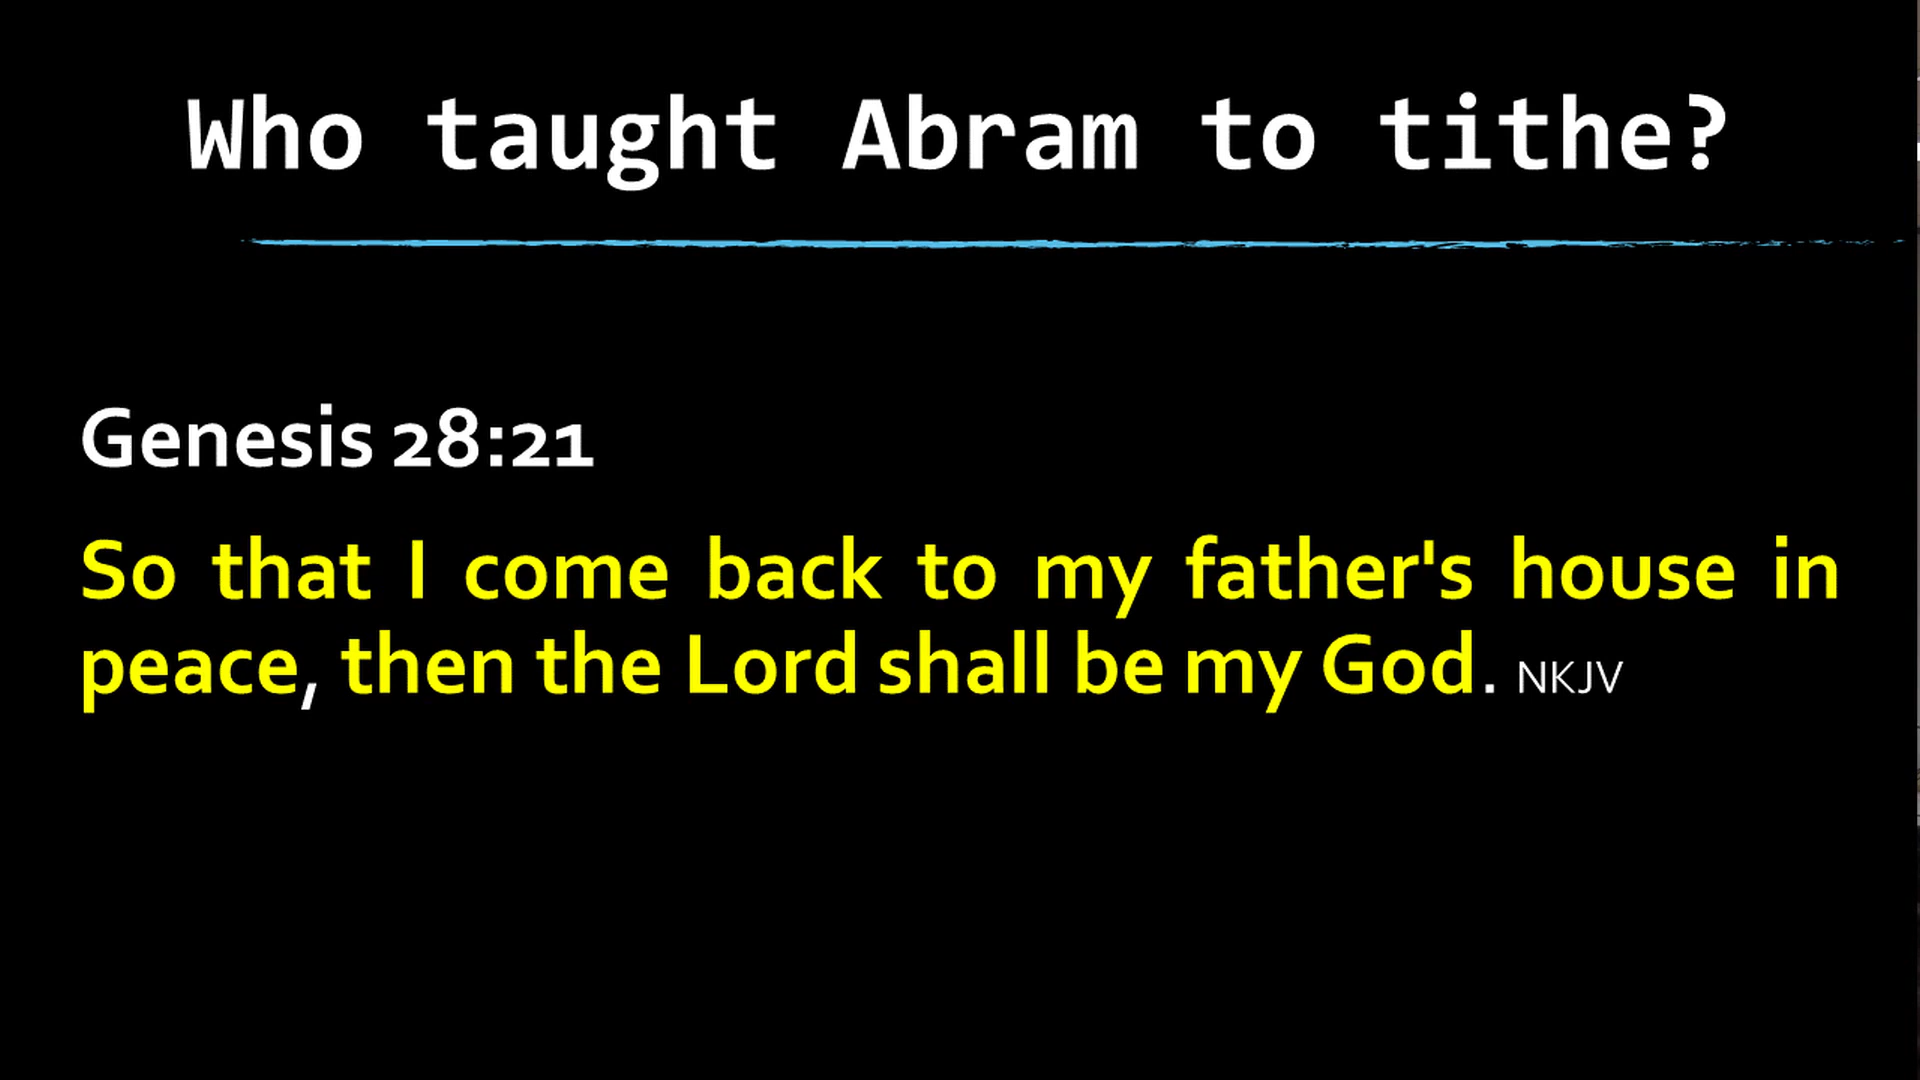 Who taught Abram to tithe?
Genesis 28:21
So that I come back to my father's house in
peace, then the Lord shall be my God. NKJV